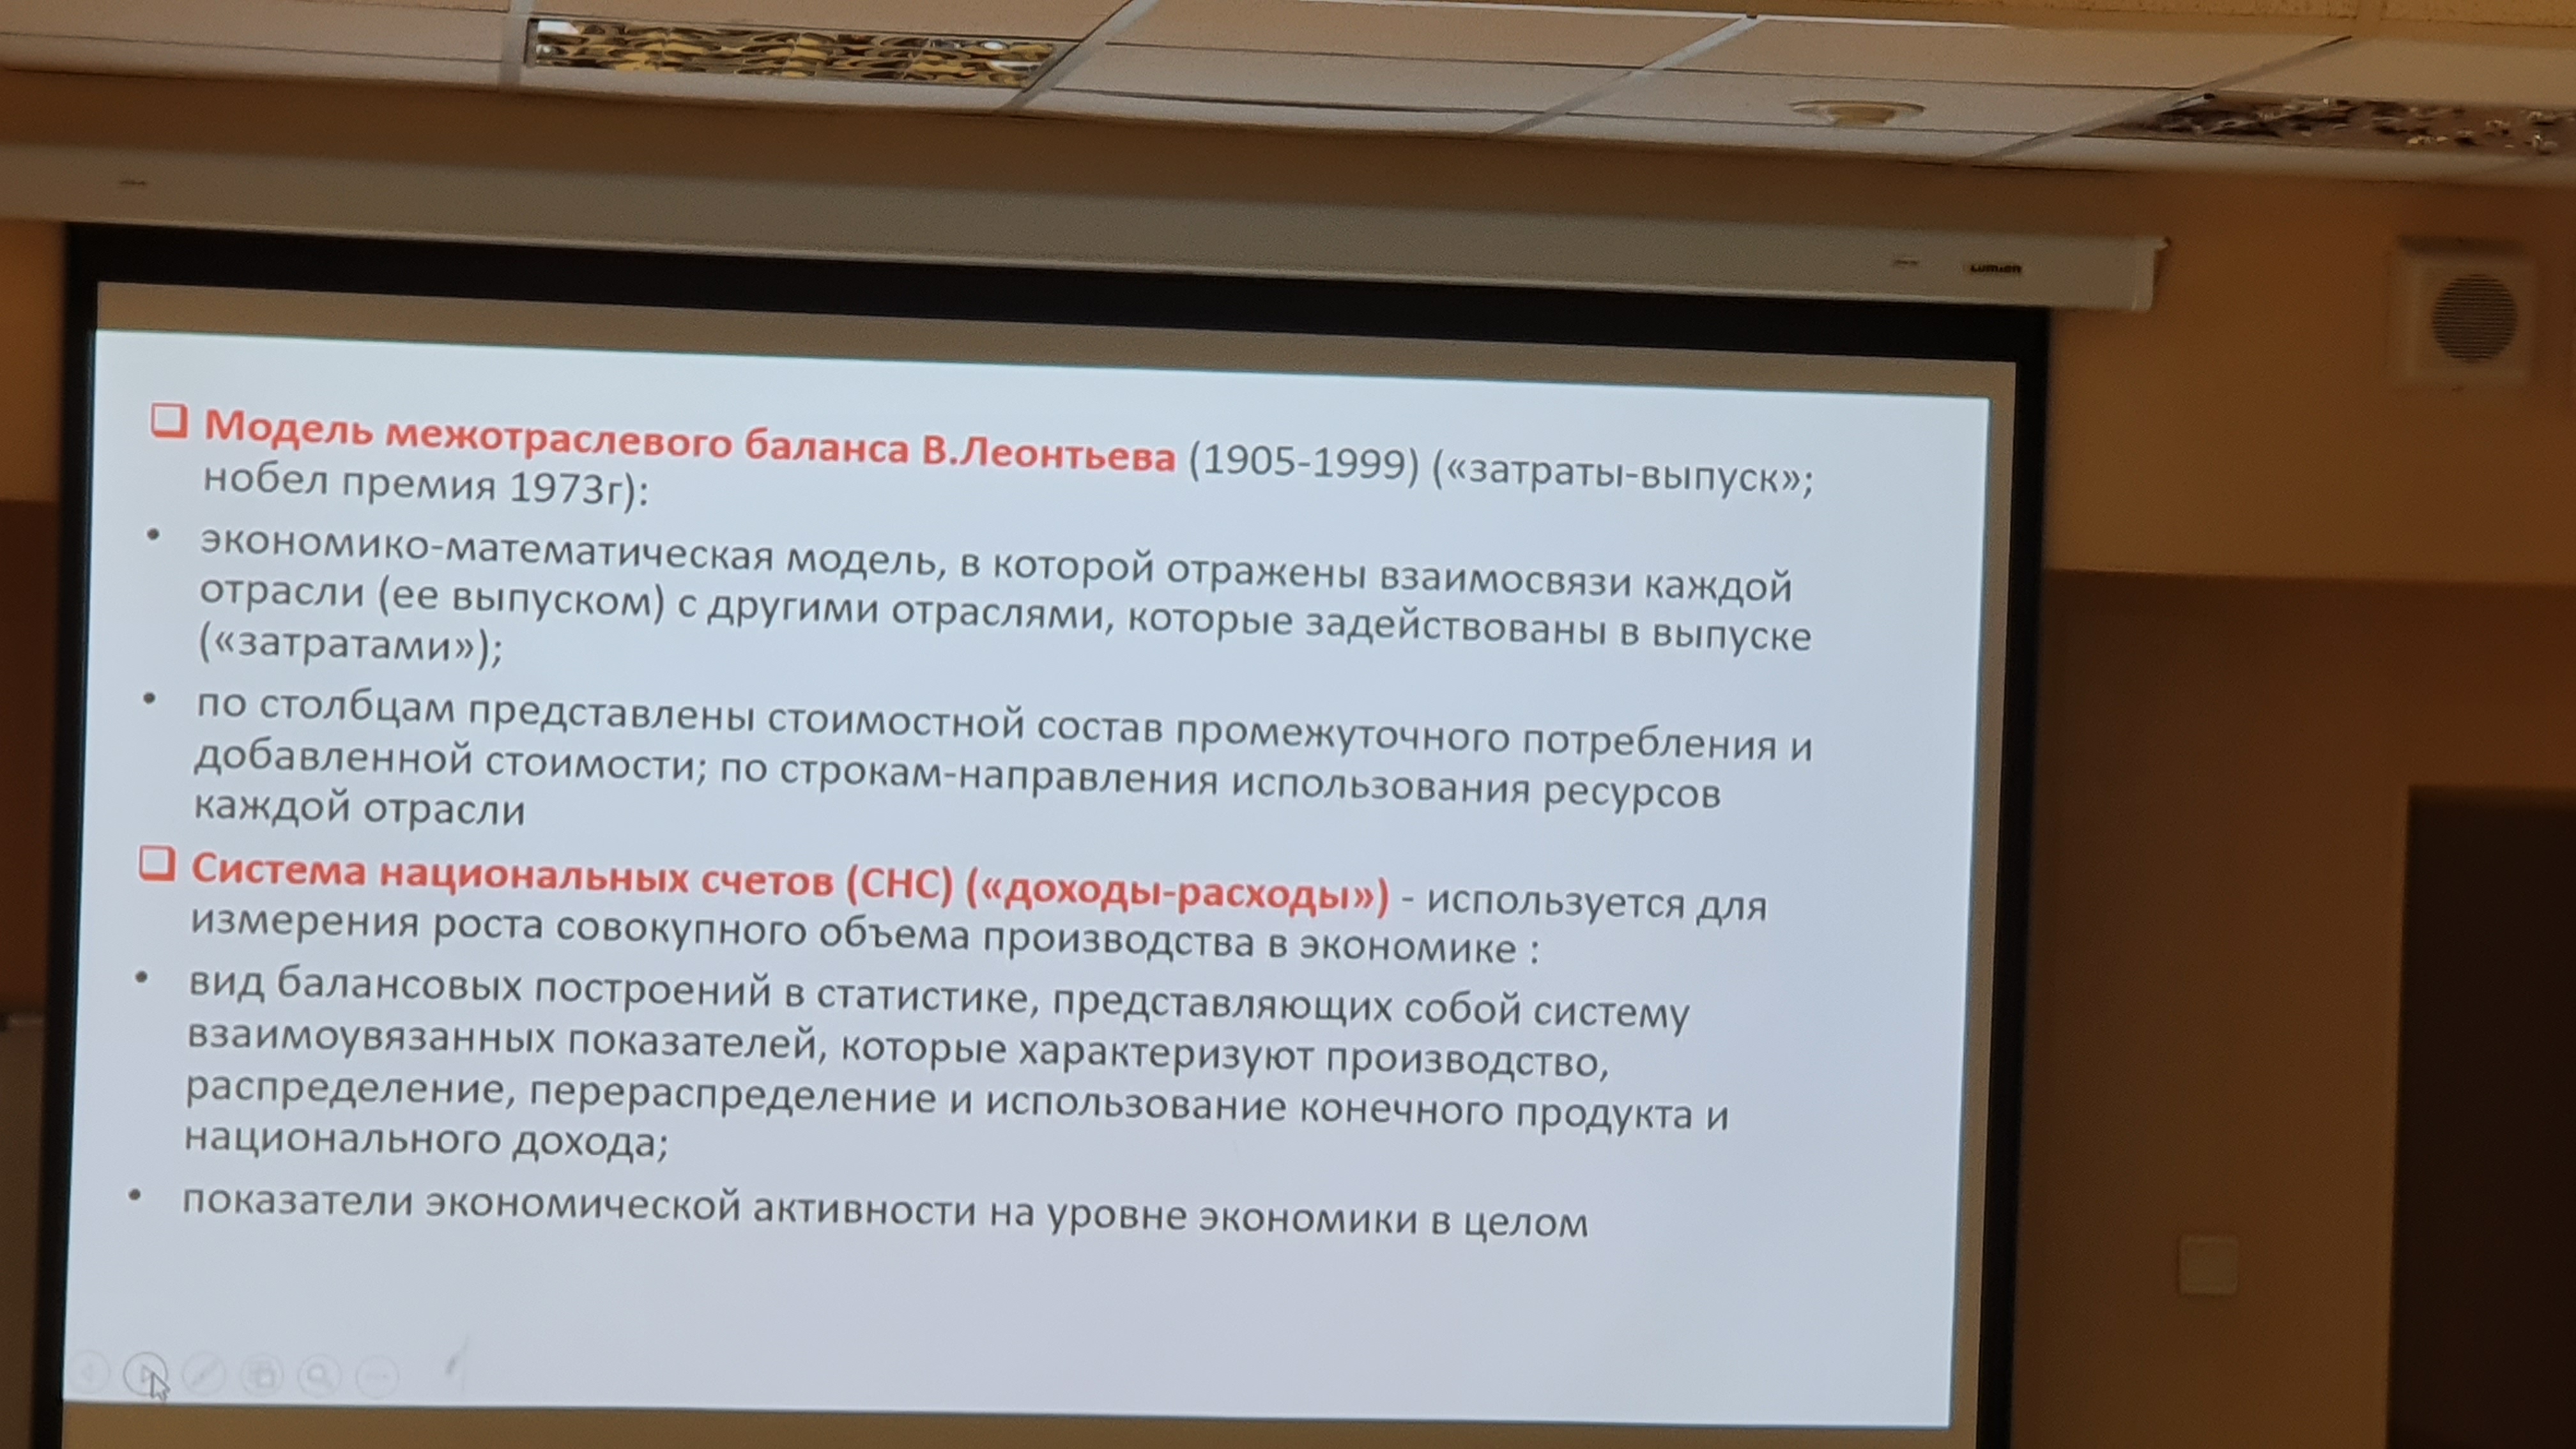 LUMIEN
❑ Модель межотраслевого баланса В.Леонтьева (1905-1999) («затраты-выпуск»;
нобел премия 1973г):
• экономико-математическая модель, в которой отражены взаимосвязи каждой
отрасли (ее выпуском) с другими отраслями, которые задействованы в выпуске
(«затратами»);
• по столбцам представлены стоимостной состав промежуточного потребления и
добавленной стоимости; по строкам-направления использования ресурсов
каждой отрасли
❑ Система национальных счетов (СНС) («доходы-расходы») - используется для
измерения роста совокупного объема производства в экономике :
• вид балансовых построений в статистике, представляющих собой систему
взаимоувязанных показателей, которые характеризуют производство,
распределение, перераспределение и использование конечного продукта и
национального дохода;
• показатели экономической активности на уровне экономики в целом